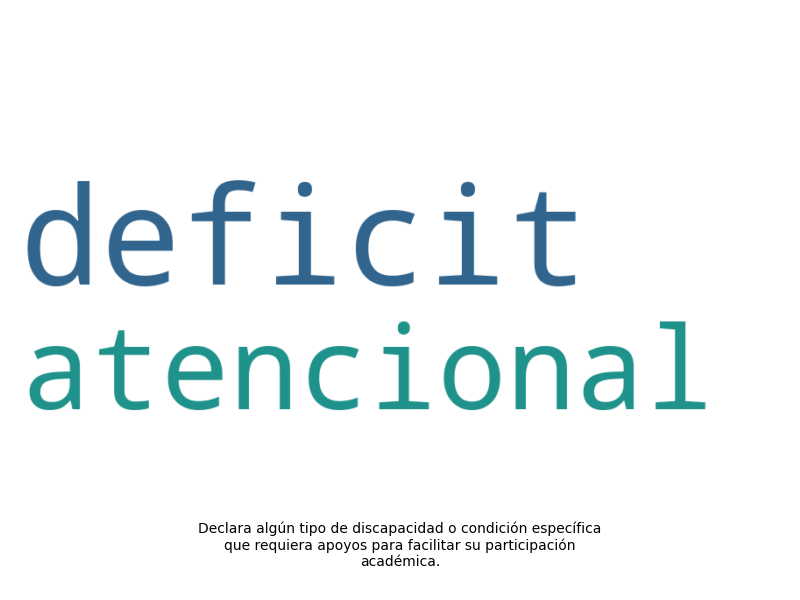 deficit
atencional
Declara algún tipo de discapacidad o condición específica
que requiera apoyos para facilitar su participación
académica.